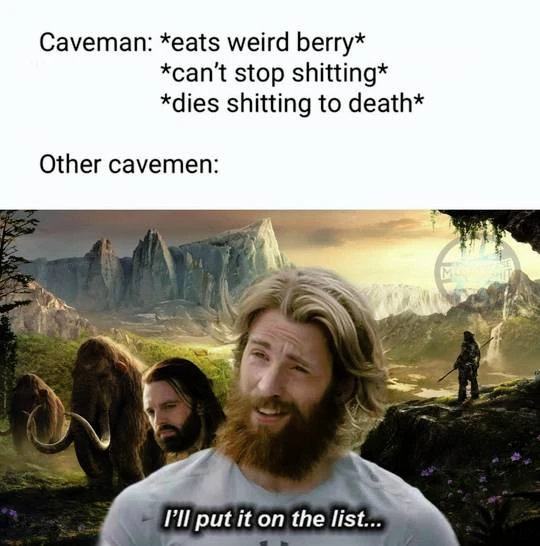 Caveman: *eats weird berry*
*can't stop shitting*
*dies shitting to death*
Other cavemen:
I'll put it on the list...